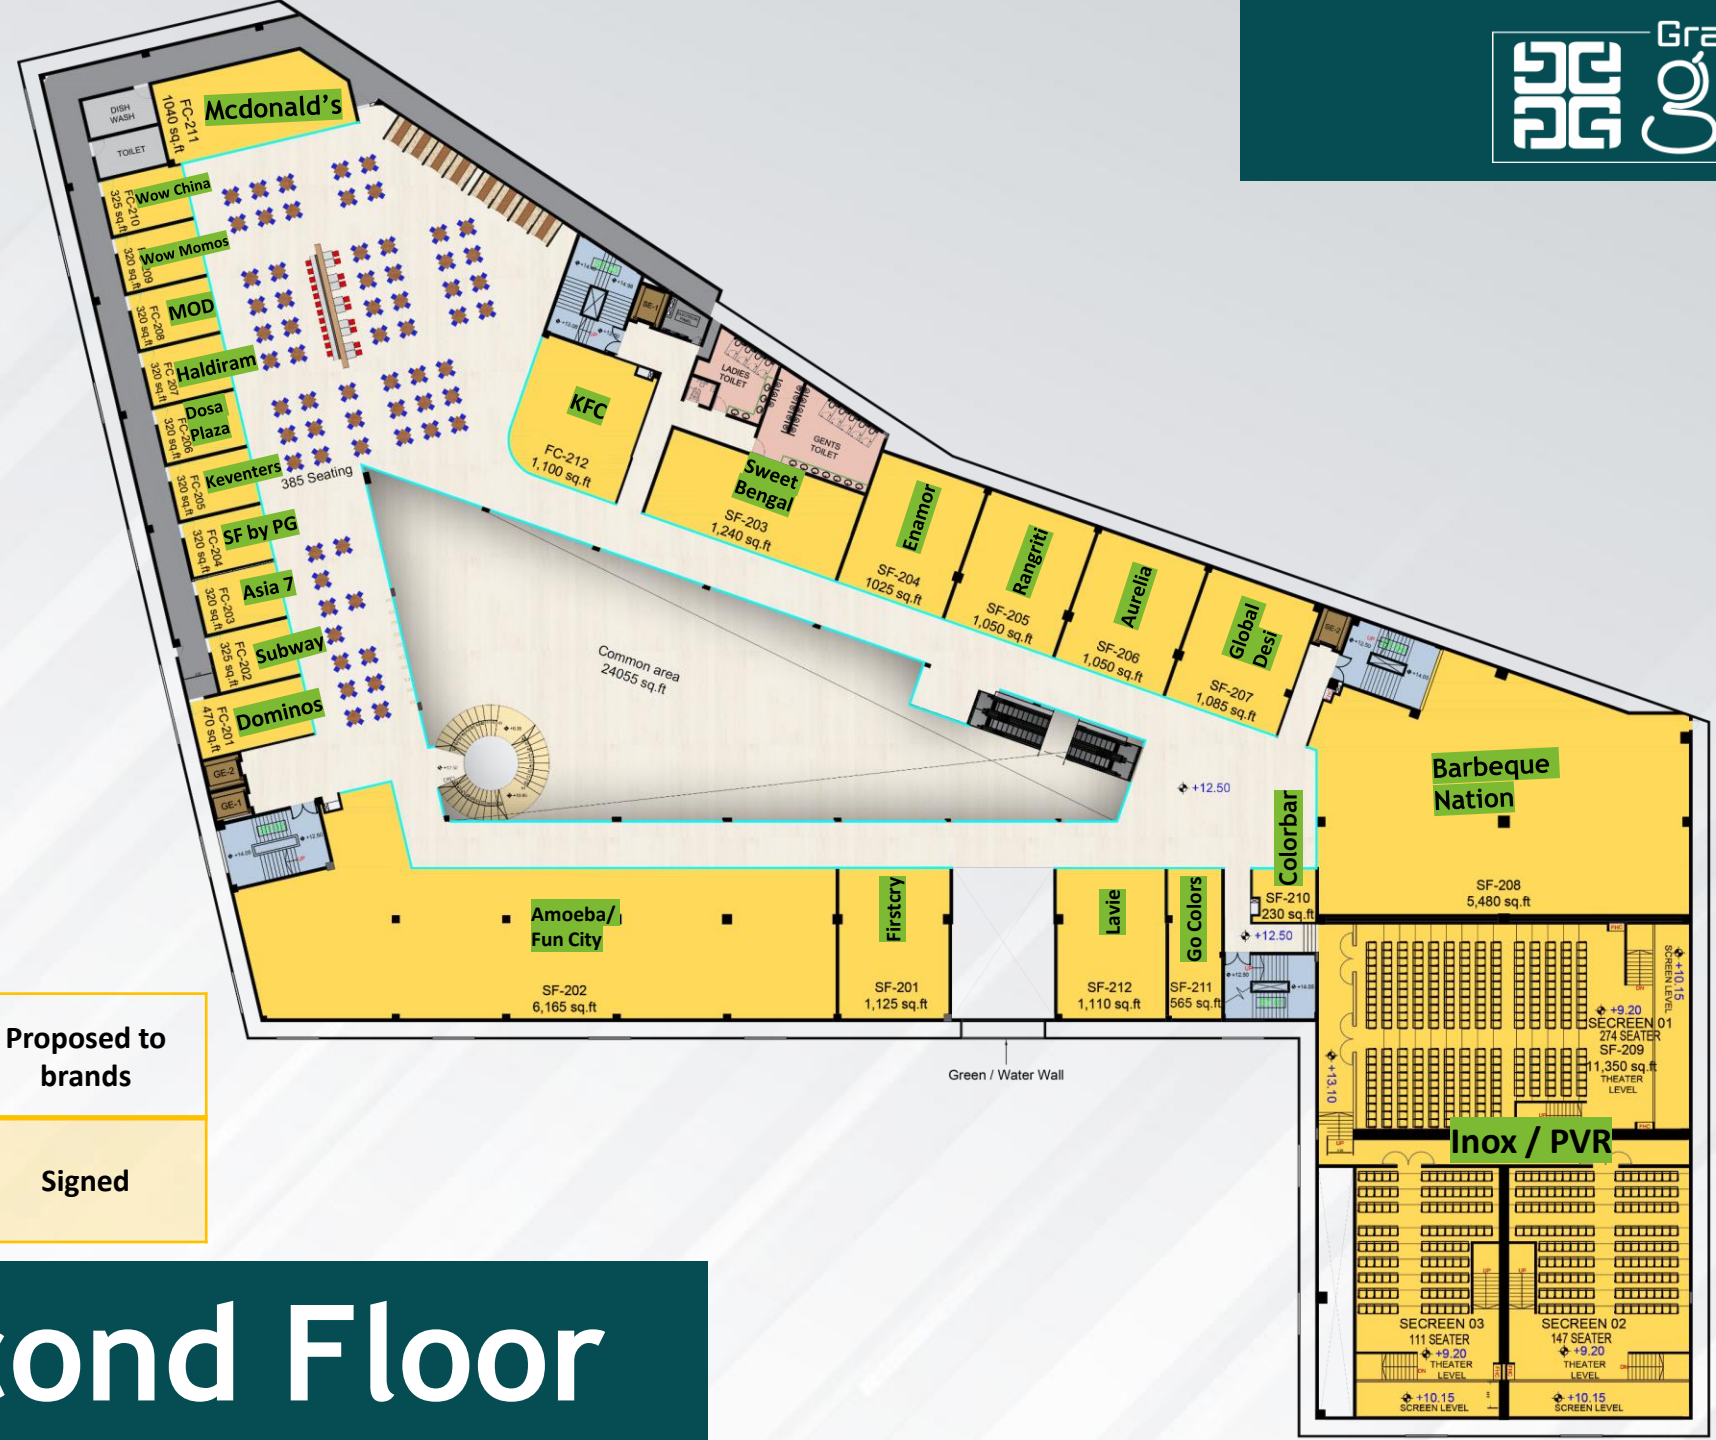 Gra
g
DISH
WASH
TOILET
FC-211
1040 sq.ft
Mcdonald's
FC-210
325 sq.ft
Wow China
09
320 sq.ft
Wow Momos
FC-208
320 sq.ft
MOD
FC 207
320 sq.ft
Haldiram
FC-206
320 sq.ft
Dosa
Plaza
FC-205
320 sq.ft
Keventers
385 Seating
FC-204
320 sq.ft
SF by PG
FC-203
320 sq.ft
Asia 7
FC-202
325 sq.ft
Subway
FC-201
470 sq.ft
Dominos
GE-2
GE-1
SE-1
LADIES
TOILET
GENTS
TOILET
KFC
FC-212
1,100 sq.ft
Sweet
Bengal
SF-203
1,240 sq.ft
Enamor
SF-204
1025 sq.ft
Rangriti
SF-205
1,050 sq.ft
Aurelia
SF-206
1,050 sq.ft
Global
Desi
SF-207
1,085 sq.ft
SE-2
Common area
24055 sq.ft
+12.50
Barbeque
Nation
SF-208
5,480 sq.ft
Colorbar
SF-210
230 sq.ft
+12.50
Amoeba/
Fun City
SF-202
6,165 sq.ft
Firstcry
SF-201
1,125 sq.ft
Lavie
SF-212
1,110 sq.ft
Go Colors
SF-211
565 sq.ft
Green / Water Wall
+10.15
SCREEN LEVEL
+9.20
SECREEN 01
274 SEATER
SF-209
11,350 sq.ft
THEATER
LEVEL
+13.10
Inox / PVR
SECREEN 03
111 SEATER
+9.20
THEATER
LEVEL
+10.15
SCREEN LEVEL
SECREEN 02
147 SEATER
+9.20
THEATER
LEVEL
+10.15
SCREEN LEVEL
Proposed to
brands
Signed
cond Floor